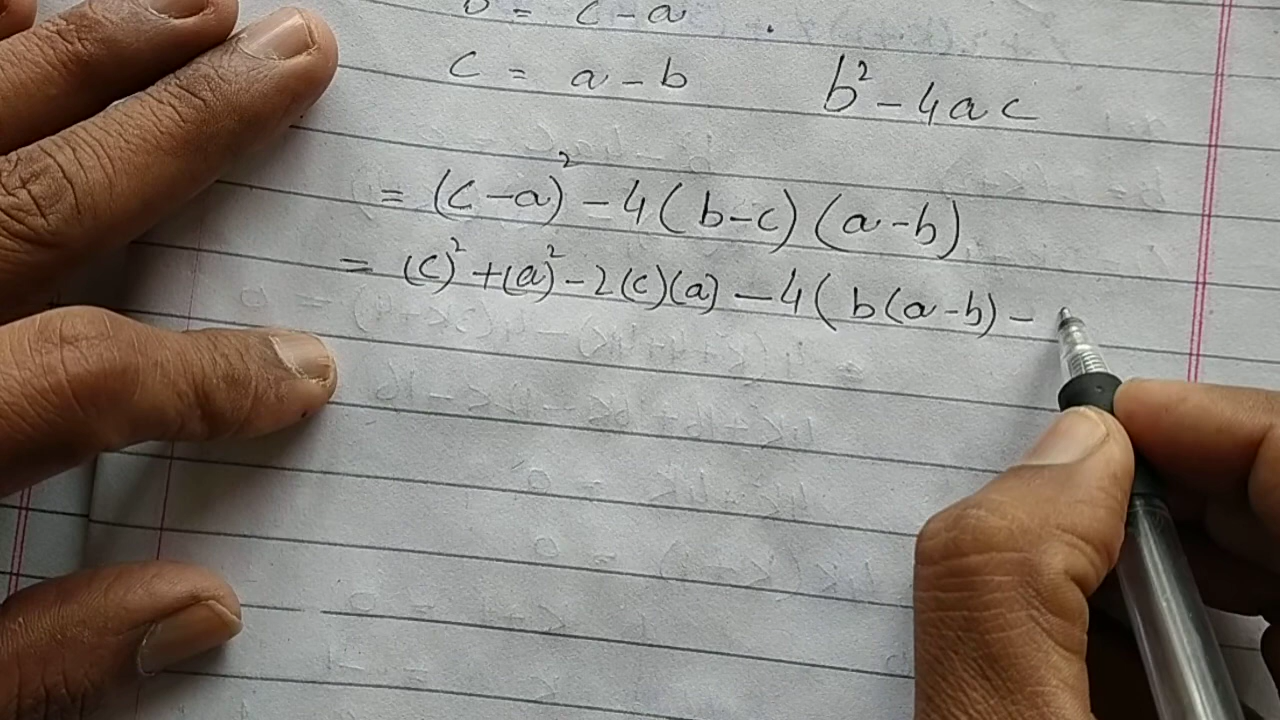 b = c - a
c = a - b
b² - 4ac
= (c-a)² - 4(b-c)(a-b)
= (c)² + (a)² - 2(c)(a) - 4(b(a-b) -